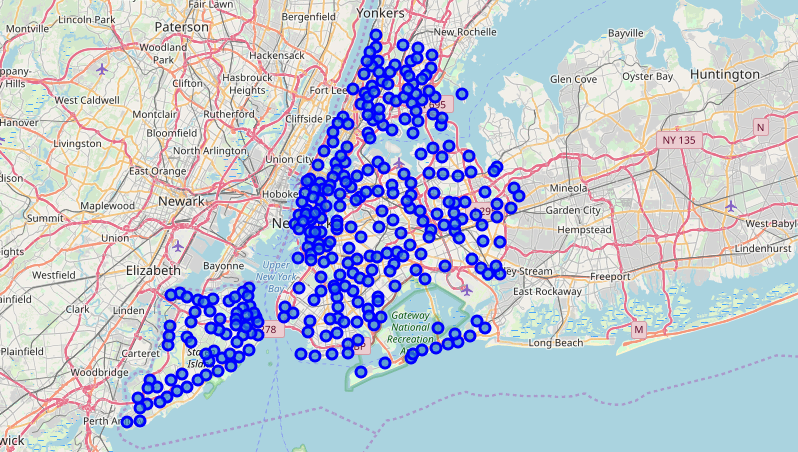 Lincoln Park
Fair Lawn
Bergenfield
Yonkers
Montville
Paterson
New Rochelle
Bayville
Woodland
Park
Hackensack
Glen Cove
Oyster Bay
Huntington
Clifton
Hasbrouck
Heights
Fort Lee
West Caldwell
695
Hanover
Montclair
Rutherford
Cliffside Park
Bloomfield
N
Livingston
North Arlington
Union City
NY 135
East Orange
Mineola
Maplewood
Newark
Hoboken
Garden City
Summit
Hempstead
West Babylon
Union
Lindenhurst
Bayonne
Upper
New York
Bay
Elizabeth
Westfield
Valley Stream
Freeport
East Rockaway
Clark
Linden
Gateway
National
Recreation
278
M
Plainfield
Carteret
Staten
Island
Long Beach
Woodbridge
Perth Amboy